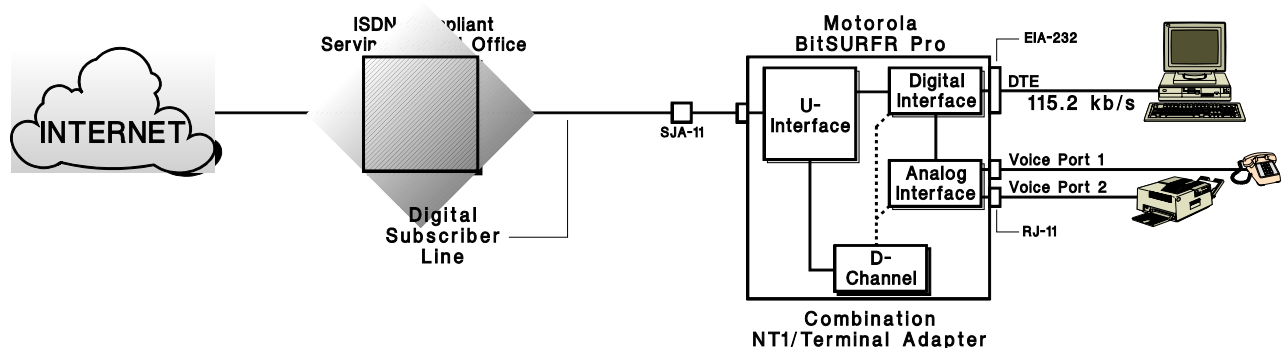 INTERNET
ISDN
Office
Digital
Subscriber
Line
SJA-11
Motorola
BitSURFR Pro
U-
Interface
Digital
Interface
Analog
Interface
D-
Channel
Combination
NT1/Terminal Adapter
EIA-232
DTE
115.2 kb/s
Voice Port 1
Voice Port 2
RJ-11